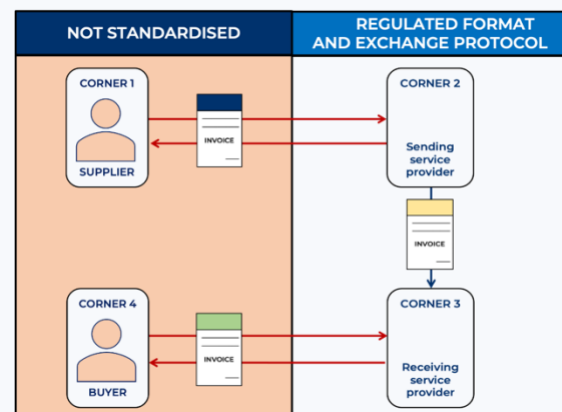 NOT STANDARDISED
REGULATED FORMAT
AND EXCHANGE PROTOCOL
CORNER 1
SUPPLIER
INVOICE
CORNER 2
Sending
service
provider
INVOICE
CORNER 4
BUYER
INVOICE
CORNER 3
Receiving
service
provider